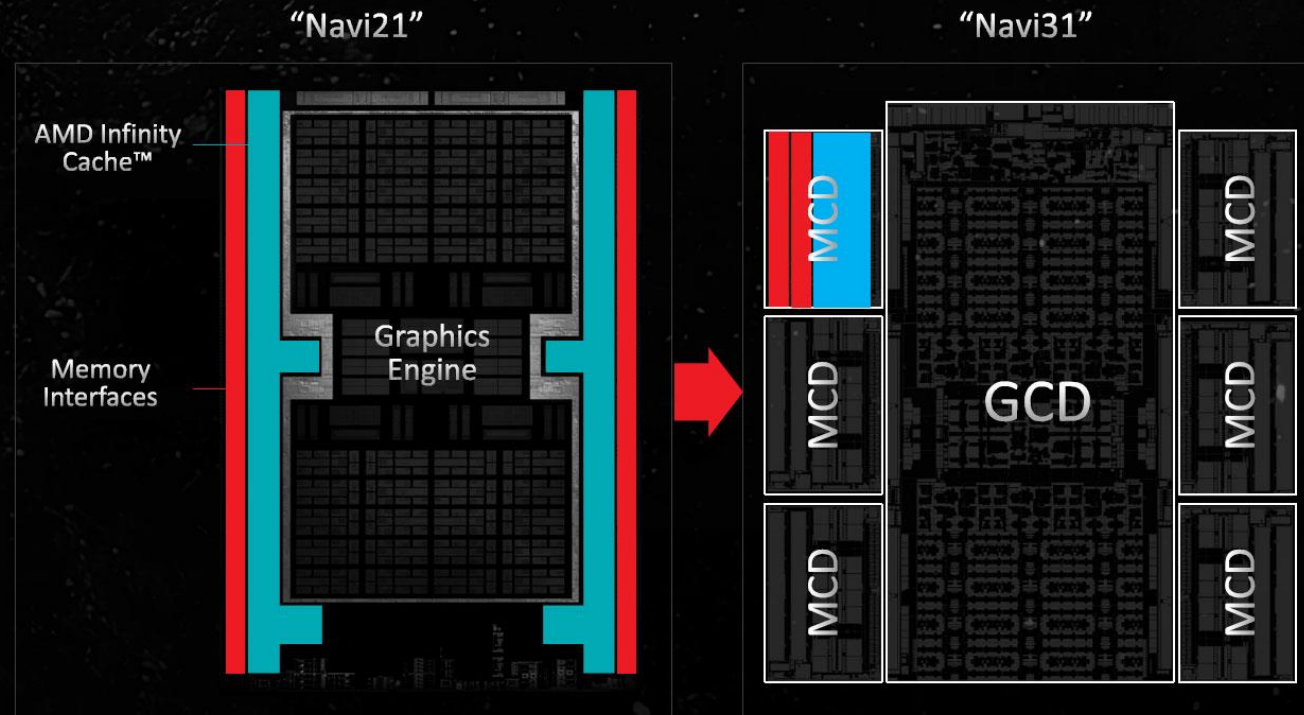 “Navi21”
“Navi31”
AMD Infinity
Cache™
Memory
Interfaces
Graphics
Engine
MCD
MCD
MCD
GCD
MCD
MCD
MCD